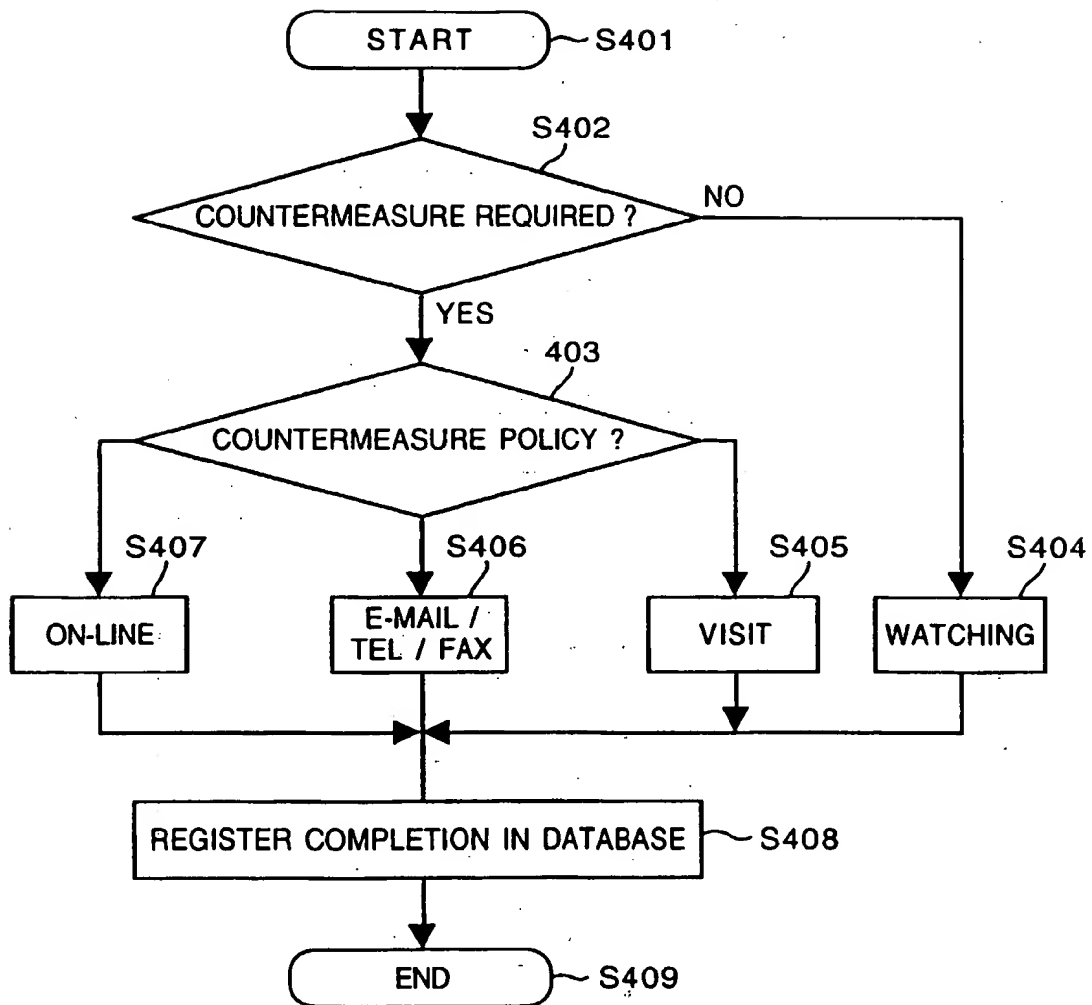 START
S401
S402
COUNTERMEASURE REQUIRED ?
NO
YES
403
COUNTERMEASURE POLICY ?
S407
S406
S405
S404
ON-LINE
E-MAIL /
TEL / FAX
VISIT
WATCHING
REGISTER COMPLETION IN DATABASE
S408
END
S409